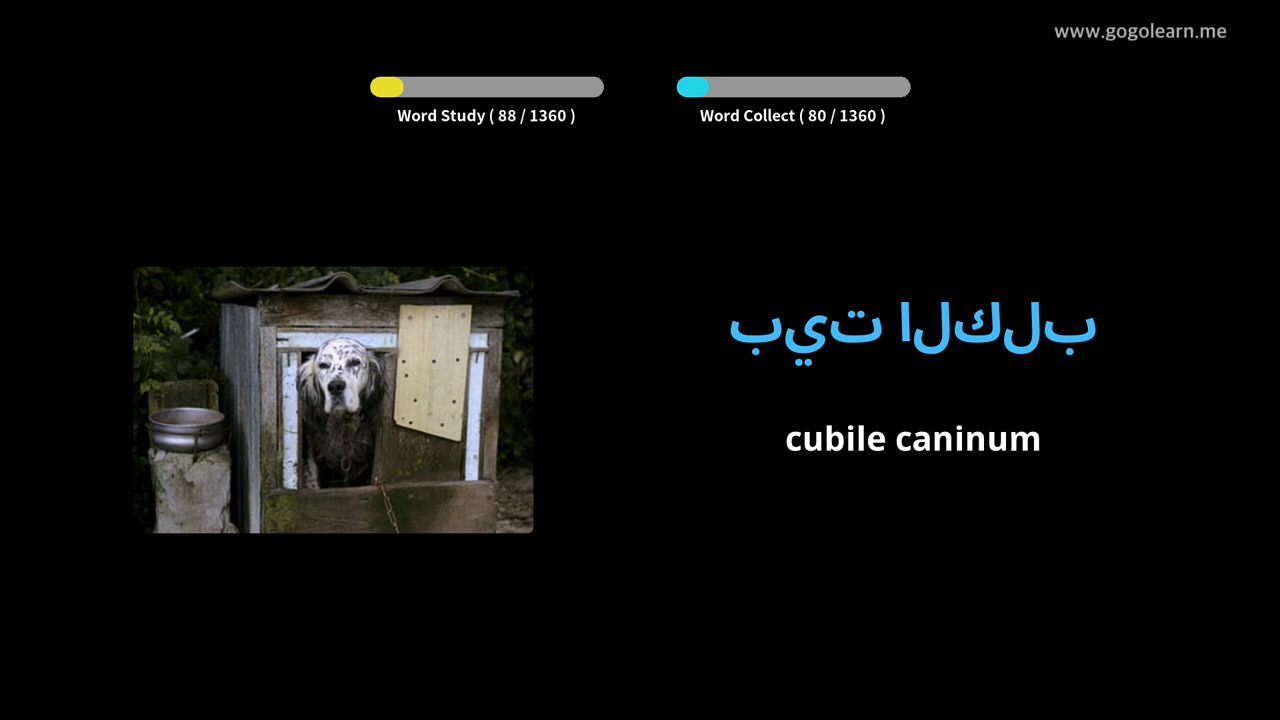 www.gogolearn.me
Word Study ( 88 / 1360 )
Word Collect ( 80 / 1360 )
بيت الكلب
cubile caninum